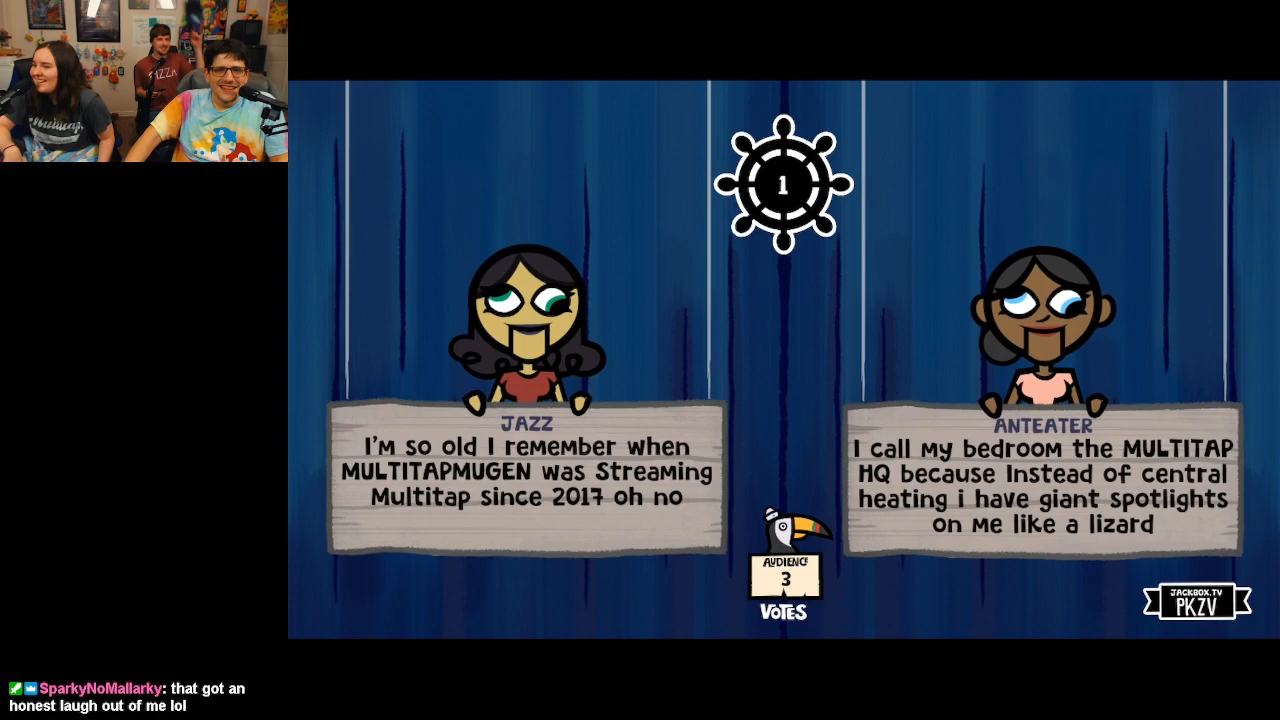 1
JAZZ
I'm so old I remember when
MULTITAPMUGEN was Streaming
Multitap since 2017 oh no
ANTEATER
I call my bedroom the MULTITAP
HQ because Instead of central
heating i have giant spotlights
on me like a lizard
AUDIENCE
3
VOTES
JACKBOX.TV
PKZV
SparkyNoMallarky: that got an
honest laugh out of me lol